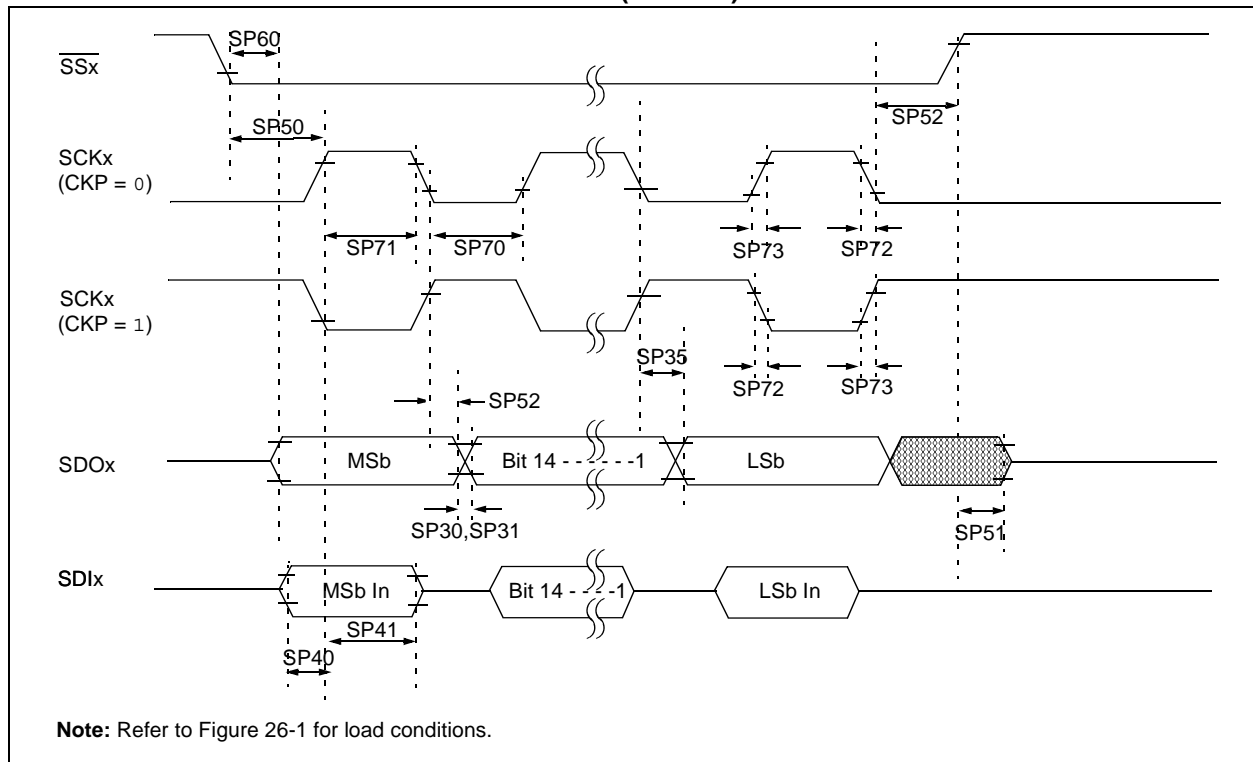 SP60
SSx
SP52
SP50
SCKx
(CKP = 0)
SP71
SP70
SP73
SP72
SCKx
(CKP = 1)
SP35
SP72
SP73
SP52
SDOx
MSb
Bit 14 - - - - - -1
LSb
SP30,SP31
SP51
SDIx
MSb In
Bit 14 - - - -1
LSb In
SP41
SP40
Note: Refer to Figure 26-1 for load conditions.